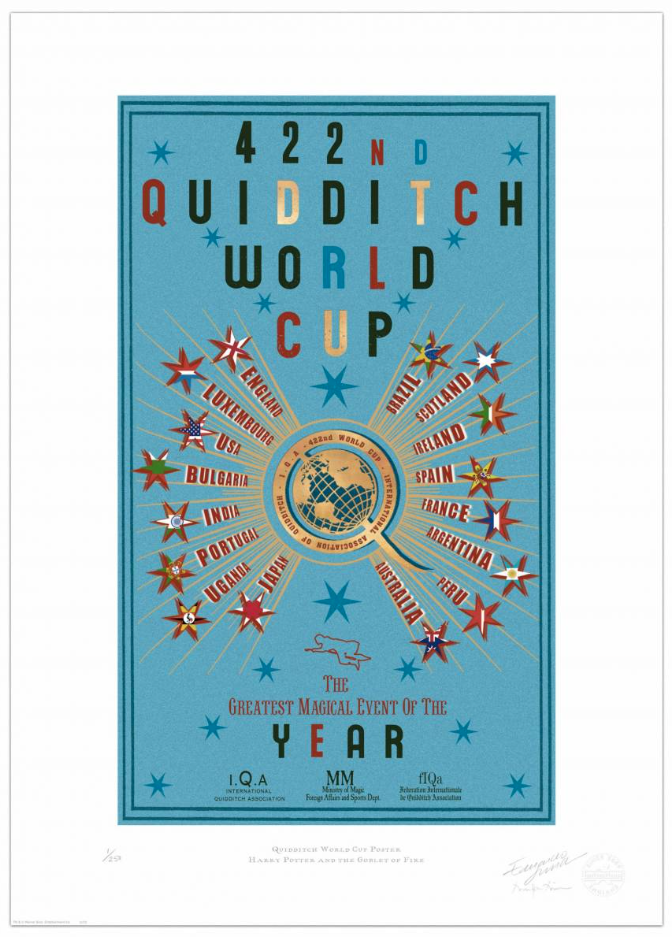 422ND
QUIDDITCH
WORLD
CUP
ENGLAND
LUXEMBOURG
USA
BULGARIA
INDIA
PORTUGAL
UGANDA
JAPAN
BRAZIL
SCOTLAND
IRELAND
SPAIN
FRANCE
ARGENTINA
PERU
AUSTRALIA
I.Q.A · 422nd WORLD CUP · INTERNATIONAL ASSOCIATION OF QUIDDITCH
THE
GREATEST MAGICAL EVENT OF THE
YEAR
I.Q.A
INTERNATIONAL
QUIDDITCH ASSOCIATION
MM
Ministry of Magic
Foreign Affairs and Sports Dept.
fIQa
Internationale
de Quidditch Association
1/250
QUIDDITCH WORLD CUP POSTER
HARRY POTTER AND THE GOBLET OF FIRE